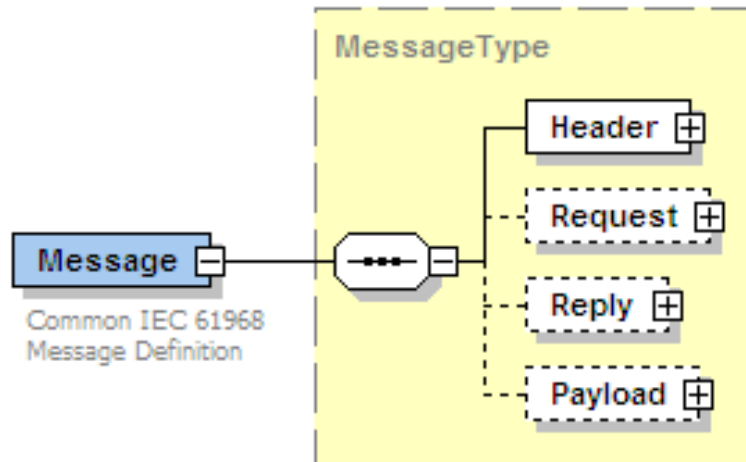 MessageType
Header
Request
Message
Reply
Common IEC 61968
Message Definition
Payload